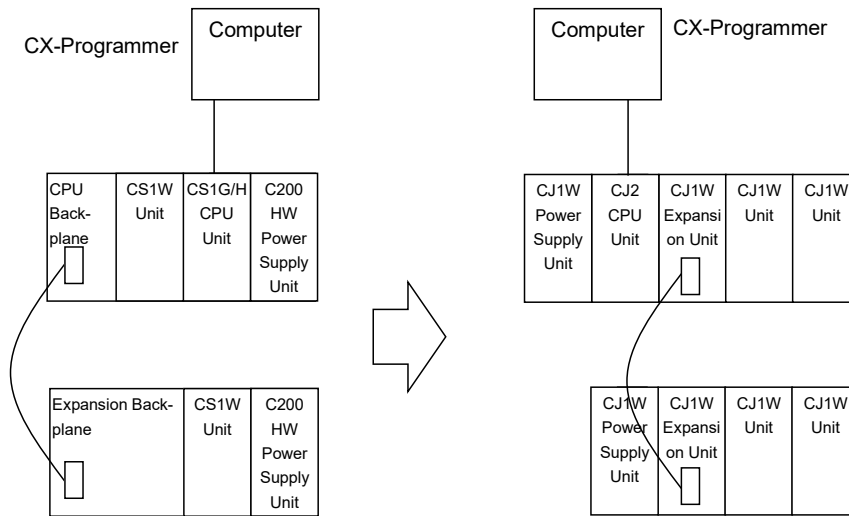 CX-Programmer
Computer
Computer
CX-Programmer
CPU
Back-
plane
CS1W
Unit
CS1G/H
CPU
Unit
C200
HW
Power
Supply
Unit
CJ1W
Power
Supply
Unit
CJ2
CPU
Unit
CJ1W
Expansi
on Unit
CJ1W
Unit
CJ1W
Unit
Expansion Back-
plane
CS1W
Unit
C200
HW
Power
Supply
Unit
CJ1W
Power
Supply
Unit
CJ1W
Expansi
on Unit
CJ1W
Unit
CJ1W
Unit